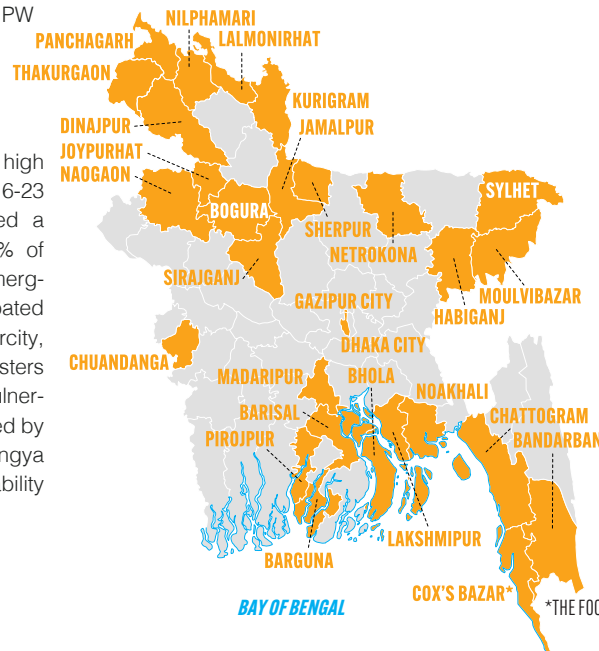 PW
high
6-23
ed a
% of
nerg-
pated
rcity,
sters
ulner-
ed by
ngya
ability
NILPHAMARI
PANCHAGARH
LALMONIRHAT
THAKURGAON
KURIGRAM
DINAJPUR
JAMALPUR
JOYPURHAT
NAOGAON
SYLHET
BOGURA
SHERPUR
NETROKONA
SIRAJGANJ
MOULVIBAZAR
GAZIPUR CITY
HABIGANJ
DHAKA CITY
CHUANDANGA
MADARIPUR
BHOLA
NOAKHALI
BARISAL
CHATTOGRAM
PIROJPUR
BANDARBAN
LAKSHMIPUR
BARGUNA
COX'S BAZAR*
BAY OF BENGAL
*THE FOO